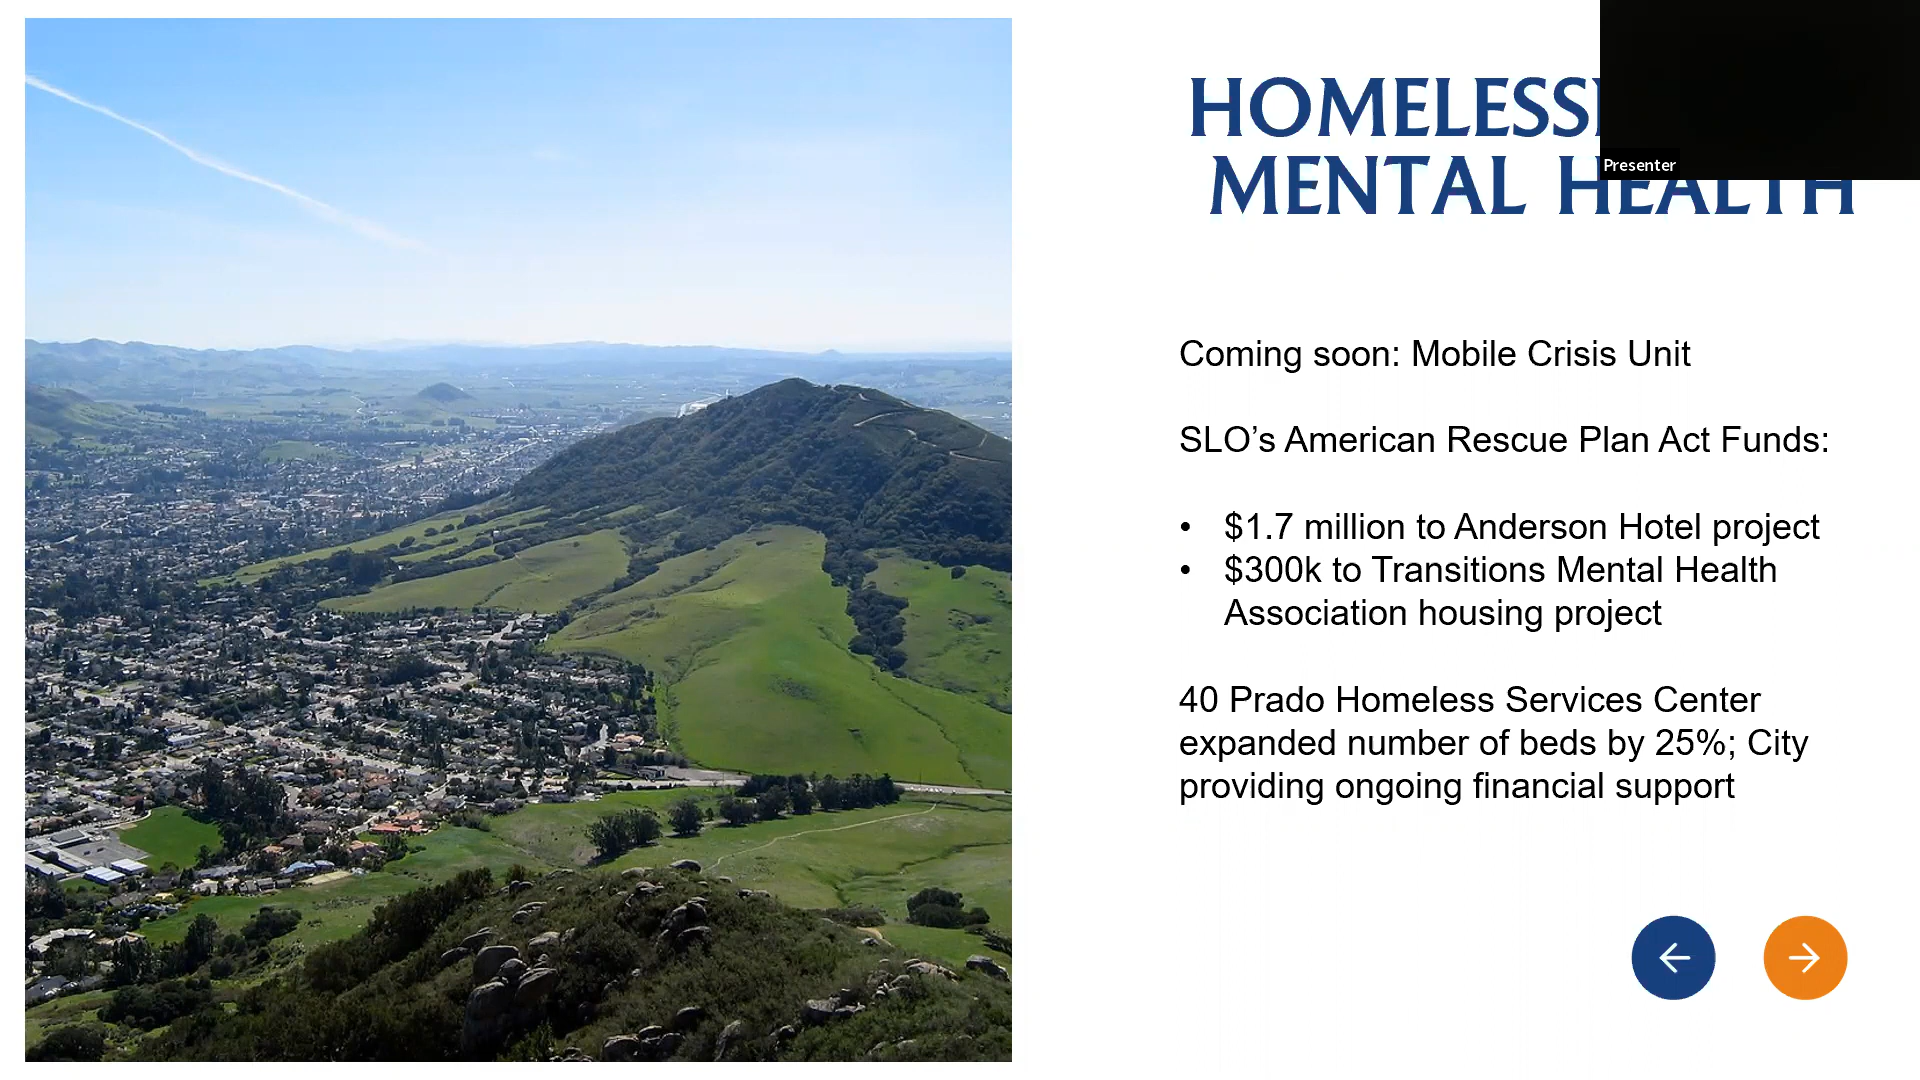 MENTAL HEALTH
Presenter
Coming soon: Mobile Crisis Unit
SLO’s American Rescue Plan Act Funds:
• $1.7 million to Anderson Hotel project
• $300k to Transitions Mental Health
Association housing project
40 Prado Homeless Services Center
expanded number of beds by 25%; City
providing ongoing financial support